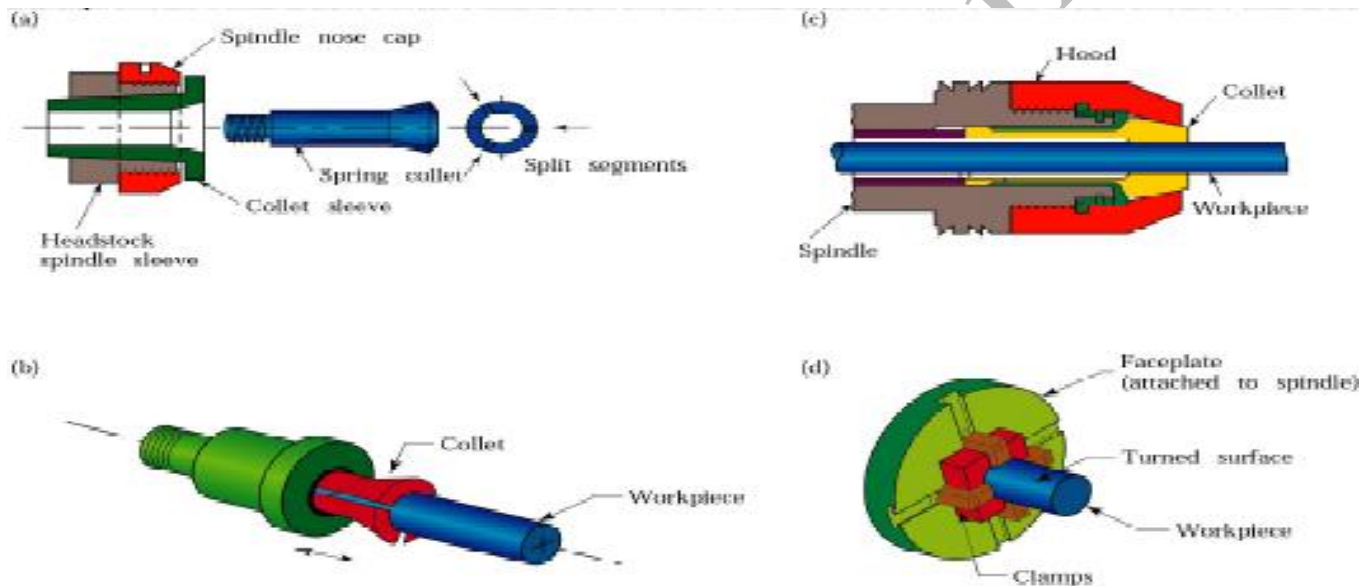 (a)
Spindle nose cap
Spring collet
Split segments
Collet sleeve
Headstock
spindle sleeve
(c)
Hood
Collet
Workpiece
Spindle
(b)
Collet
Workpiece
(d)
Faceplate
(attached to spindle)
Turned surface
Workpiece
Clamps